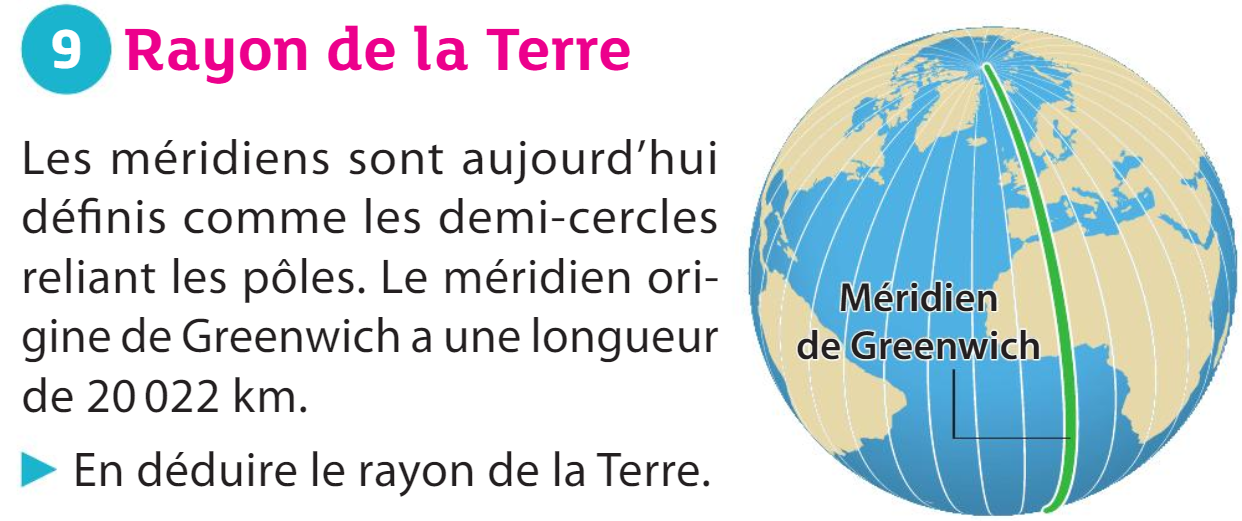 9 Rayon de la Terre
Les méridiens sont aujourd’hui
définis comme les demi-cercles
reliant les pôles. Le méridien ori-
gine de Greenwich a une longueur
de 20 022 km.
▶ En déduire le rayon de la Terre.
Méridien
de Greenwich